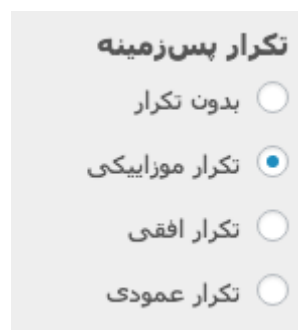 تکرار پس‌زمینه
بدون تکرار
تکرار موزاییکی
تکرار افقی
تکرار عمودی